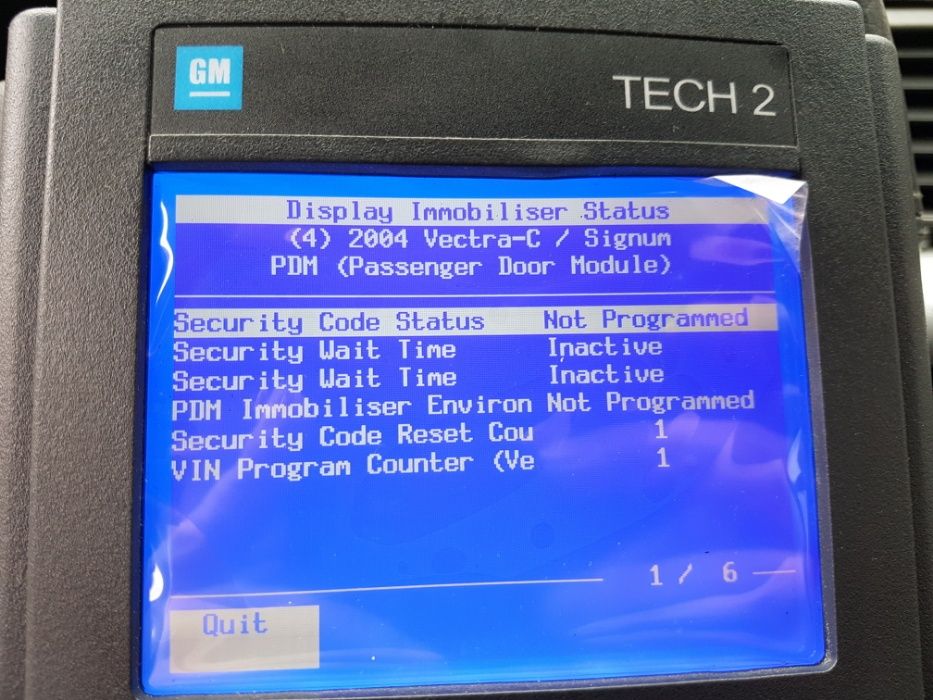 GM
TECH 2
Display Immobiliser Status
(4) 2004 Vectra-C / Signum
PDM (Passenger Door Module)
Security Code Status Not Programmed
Security Wait Time Inactive
Security Wait Time Inactive
PDM Immobiliser Environ Not Programmed
Security Code Reset Cou 1
VIN Program Counter (Ve 1
1 / 6
Quit